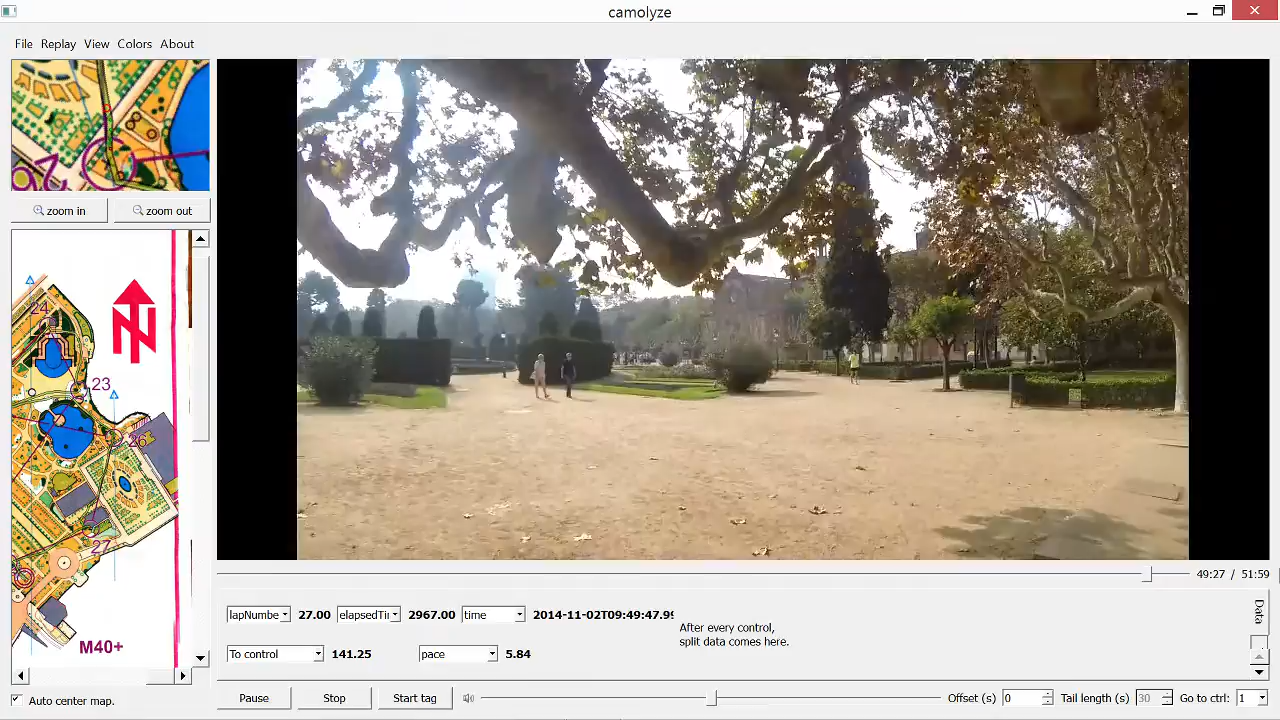 camolyze
File Replay View Colors About
26
zoom in zoom out
24
23
26
27
N
M40+
Auto center map.
49:27 / 51:59
Data
lapNumbe 27.00 elapsedTi 2967.00 time 2014-11-02T09:49:47.99
To control 141.25 pace 5.84
After every control,
split data comes here.
Pause Stop Start tag
Offset (s) 0 Tail length (s) 30 Go to ctrl: 1